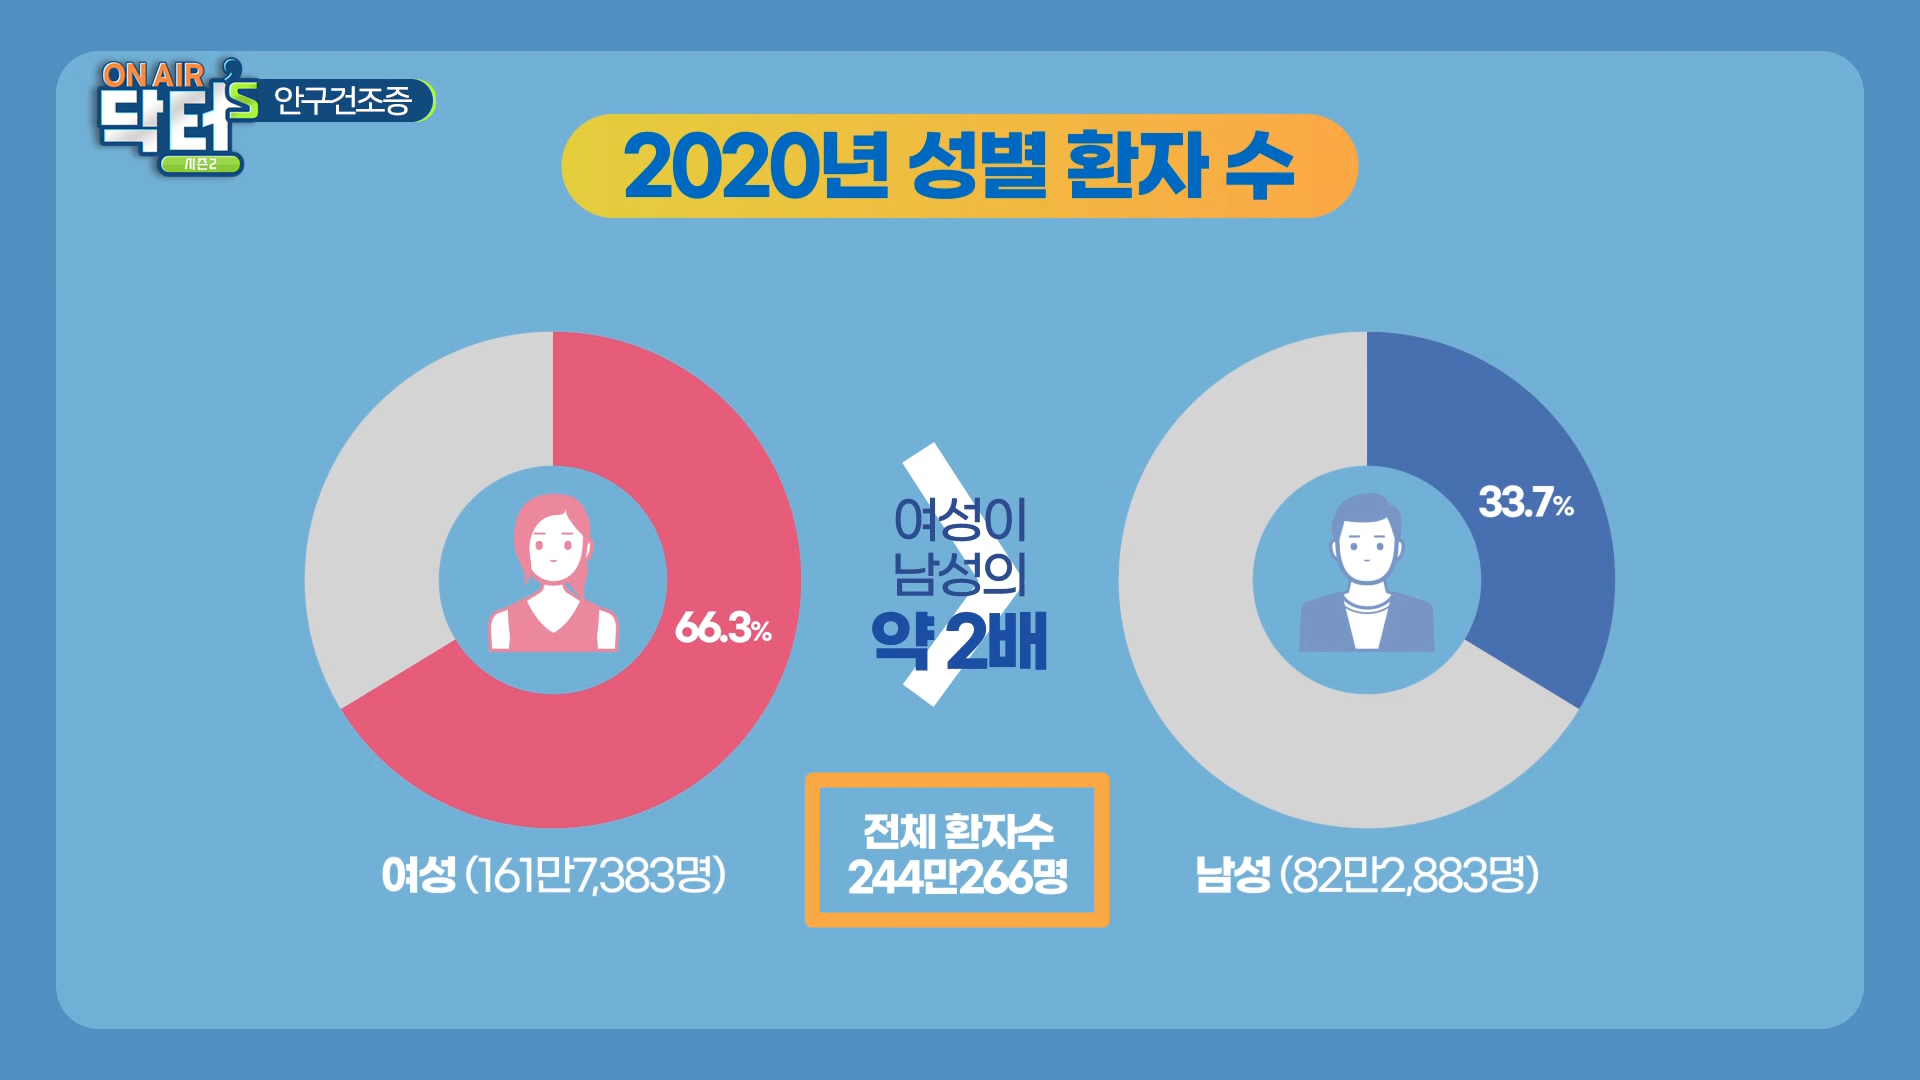 ON AIR
닥터's
시즌2
안구건조증
2020년 성별 환자 수
66.3%
여성이
남성의
약 2배
33.7%
여성 (161만7,383명)
전체 환자수
244만266명
남성 (82만2,883명)